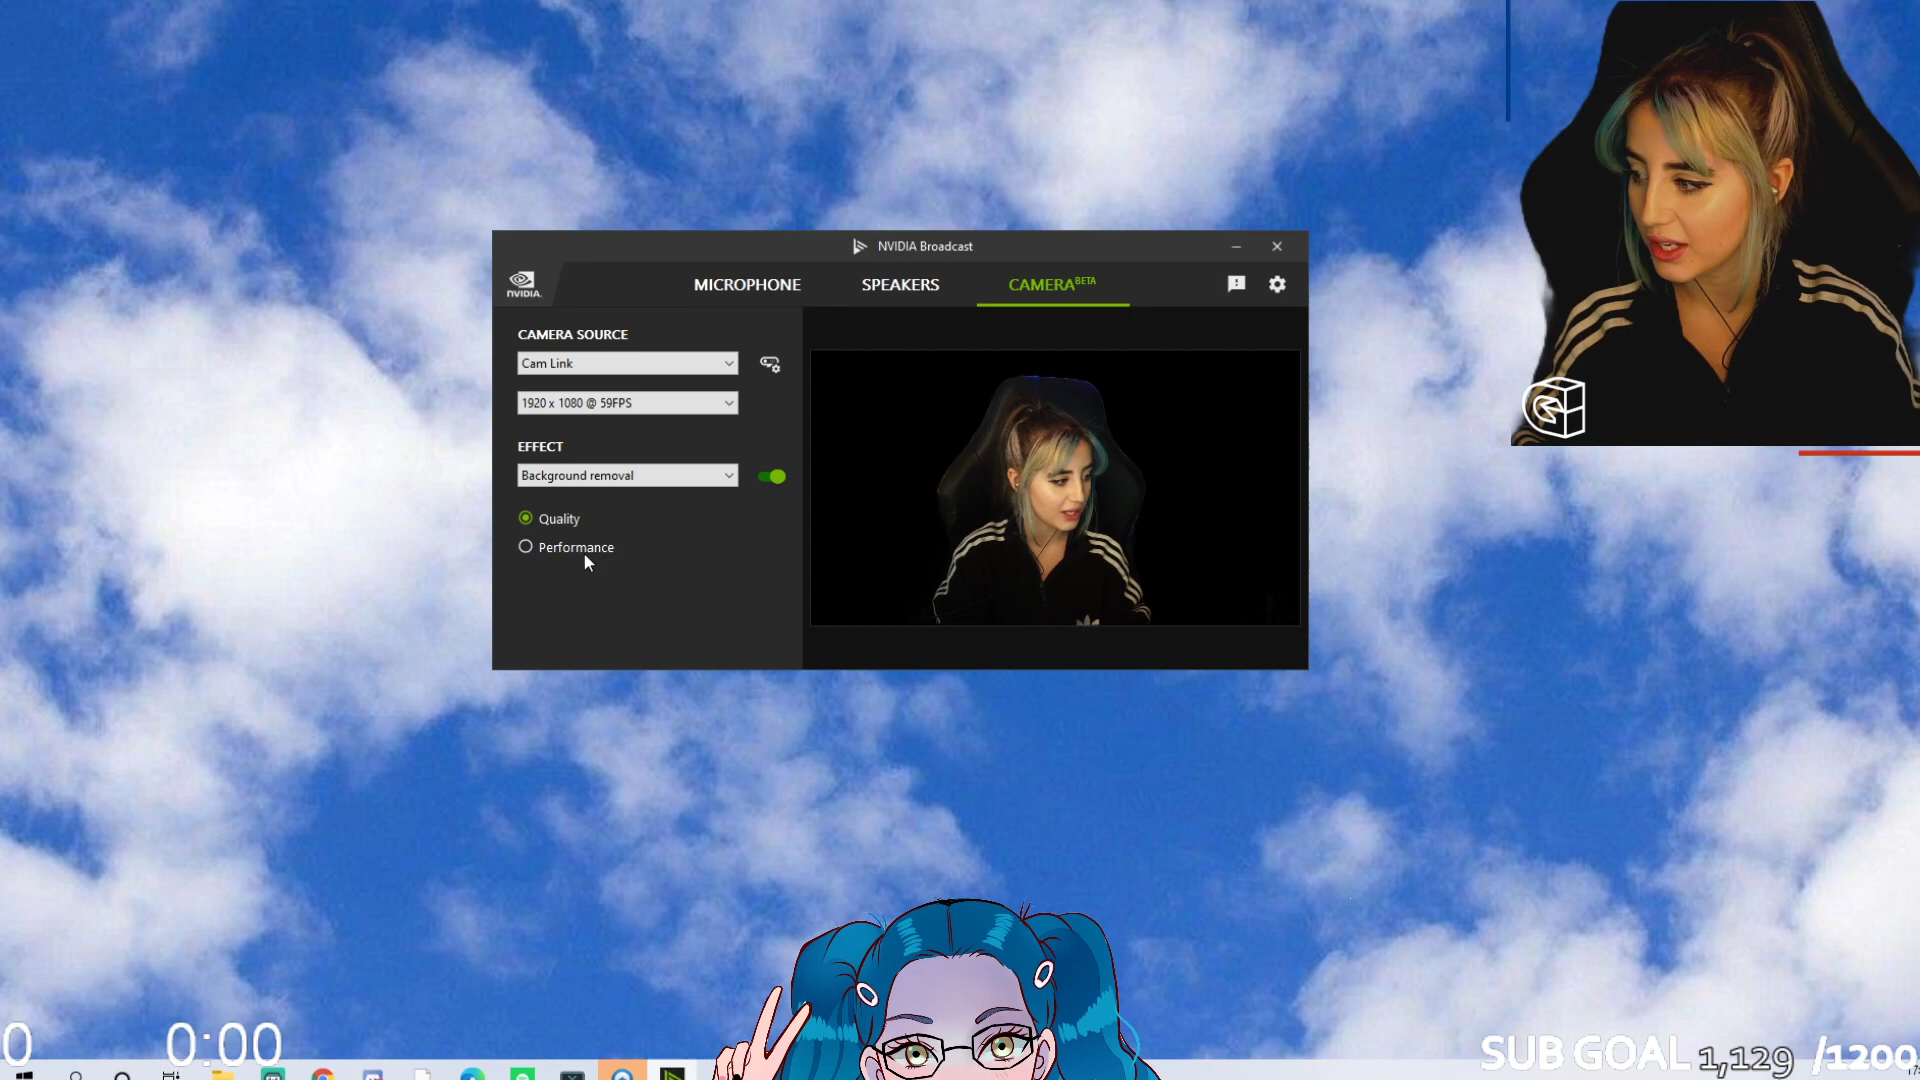 NVIDIA Broadcast
NVIDIA.
MICROPHONE
SPEAKERS
CAMERA BETA
CAMERA SOURCE
Cam Link
1920 x 1080 @ 59FPS
EFFECT
Background removal
Quality
Performance
0
0:00
SUB GOAL 1,129 /1200